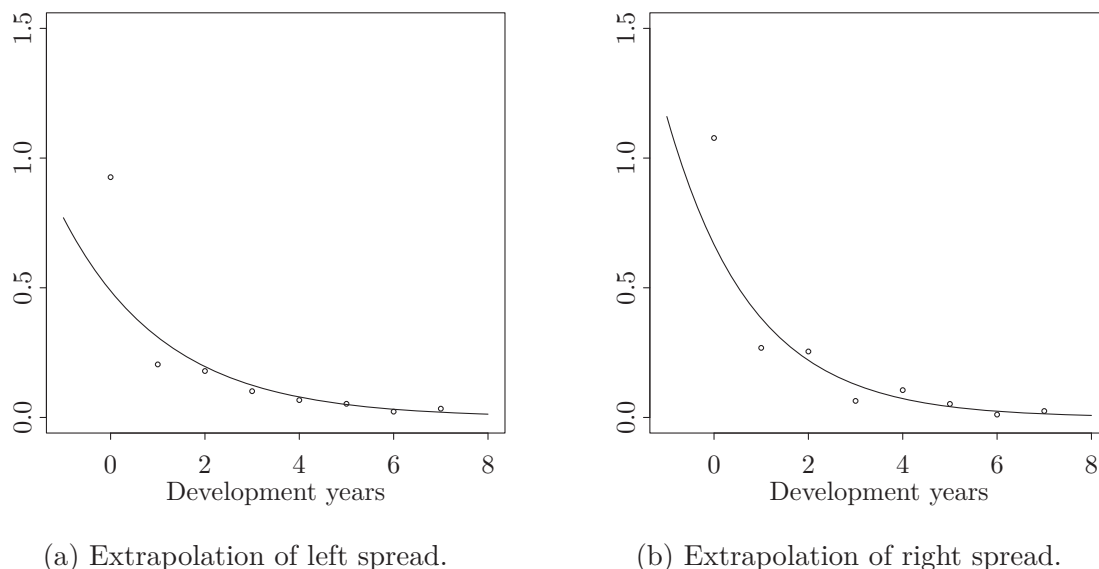 1.5
1.0
0.5
0.0
0 2 4 6 8
Development years
(a) Extrapolation of left spread.
1.5
1.0
0.5
0.0
0 2 4 6 8
Development years
(b) Extrapolation of right spread.